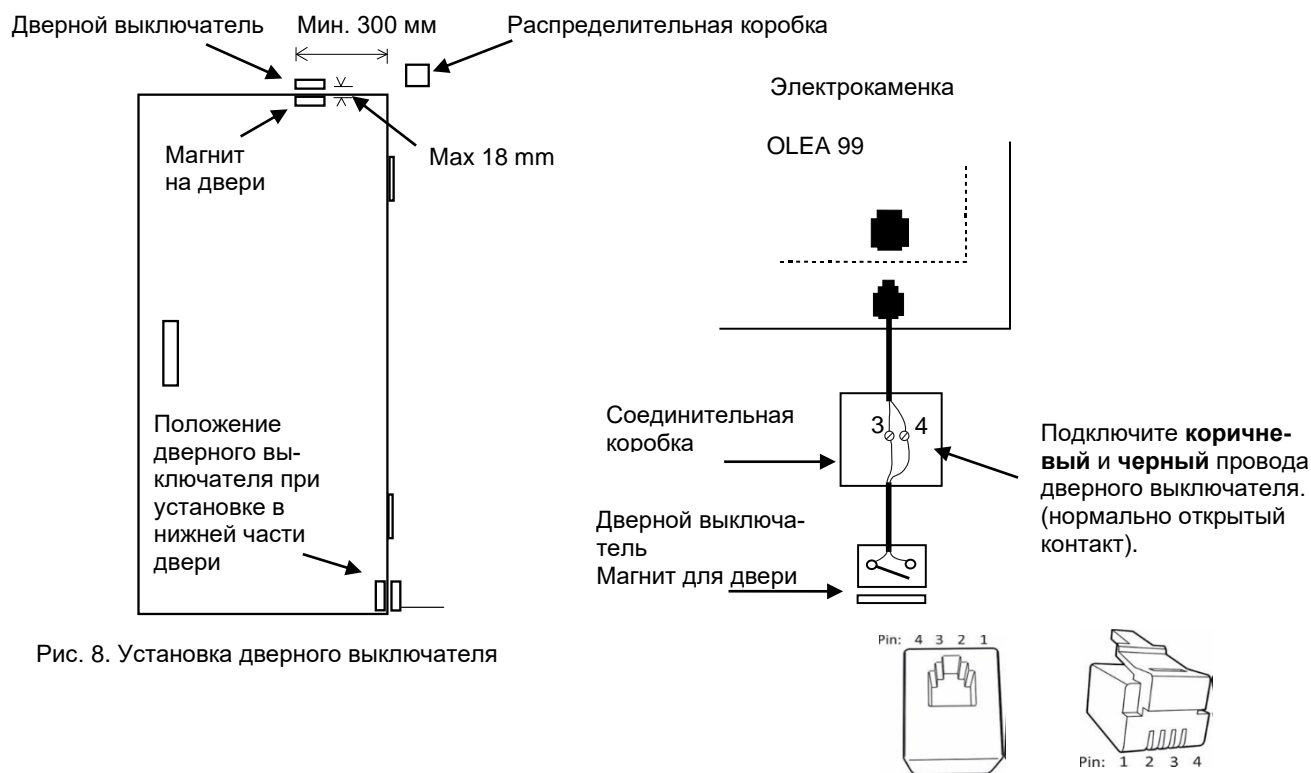 Дверной выключатель
Мин. 300 мм
Распределительная коробка
Магнит
на двери
Max 18 mm
Положение
дверного вы-
ключателя при
установке в
нижней части
двери
Рис. 8. Установка дверного выключателя
Электрокаменка
OLEA 99
Соединительная
коробка
3 4
Подключите коричне-
вый и черный провода
дверного выключателя.
(нормально открытый
контакт).
Дверной выключа-
тель
Магнит для двери
Pin: 4 3 2 1
Pin: 1 2 3 4